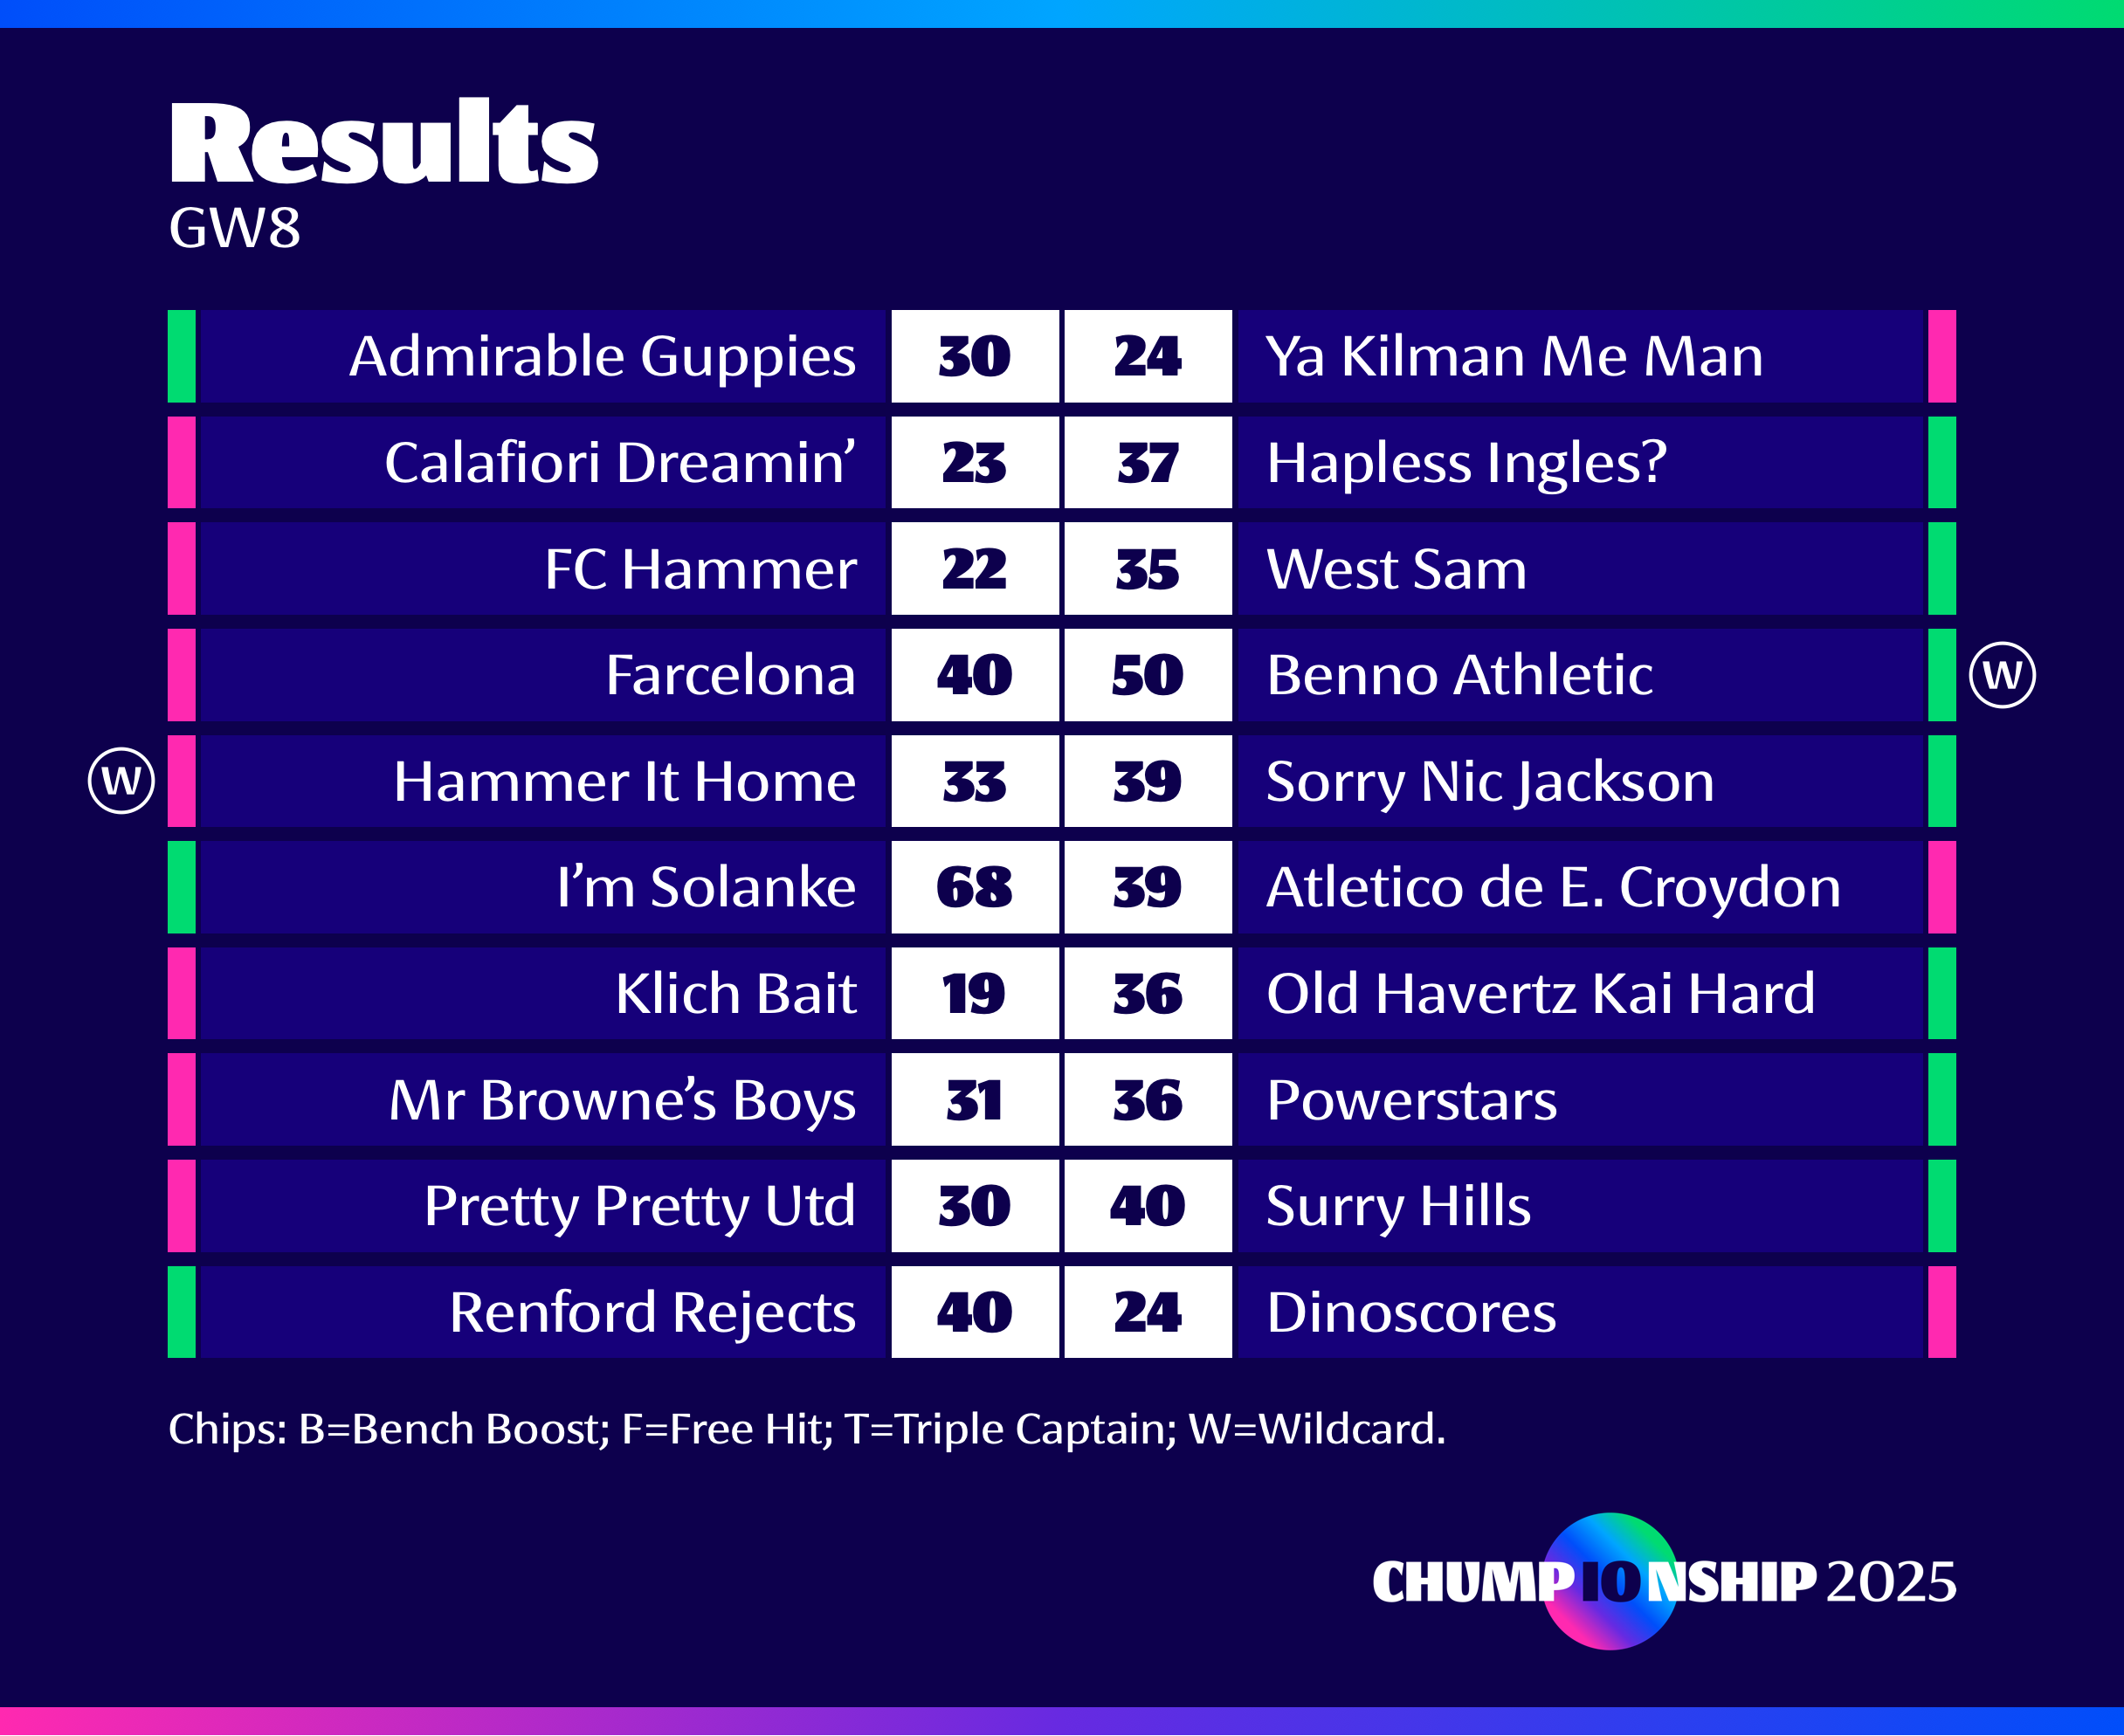 Results
GW8
Admirable Guppies 30 24 Ya Kilman Me Man
Calafiori Dreamin’ 23 37 Hapless Ingles?
FC Hammer 22 35 West Sam
Farcelona 40 50 Benno Athletic W
W Hammer It Home 33 39 Sorry Nic Jackson
I’m Solanke 68 39 Atletico de E. Croydon
Klich Bait 19 36 Old Havertz Kai Hard
Mr Browne’s Boys 31 36 Powerstars
Pretty Pretty Utd 30 40 Surry Hills
Renford Rejects 40 24 Dinoscores
Chips: B=Bench Boost; F=Free Hit; T=Triple Captain; W=Wildcard.
CHUMP10NSHIP 2025